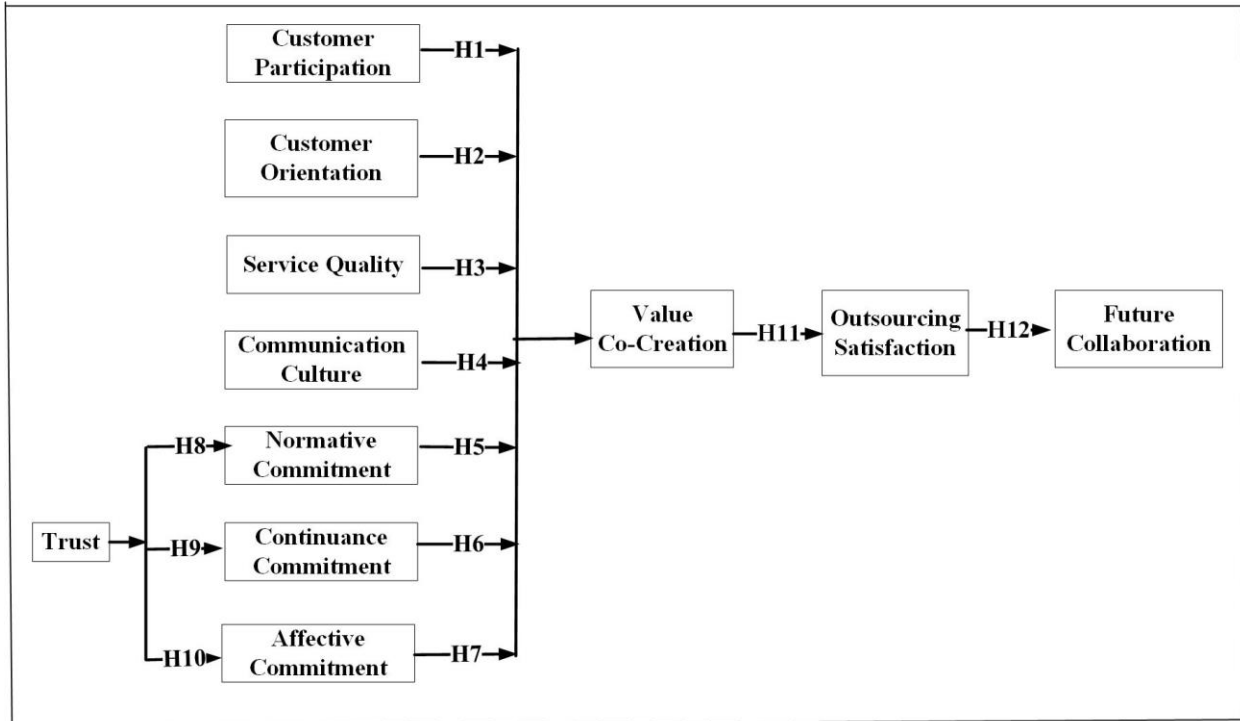 Customer
Participation
H1
Customer
Orientation
H2
Service Quality
H3
Communication
Culture
H4
Value
Co-Creation
H11
Outsourcing
Satisfaction
H12
Future
Collaboration
H8
Normative
Commitment
H5
Trust
H9
Continuance
Commitment
H6
H10
Affective
Commitment
H7